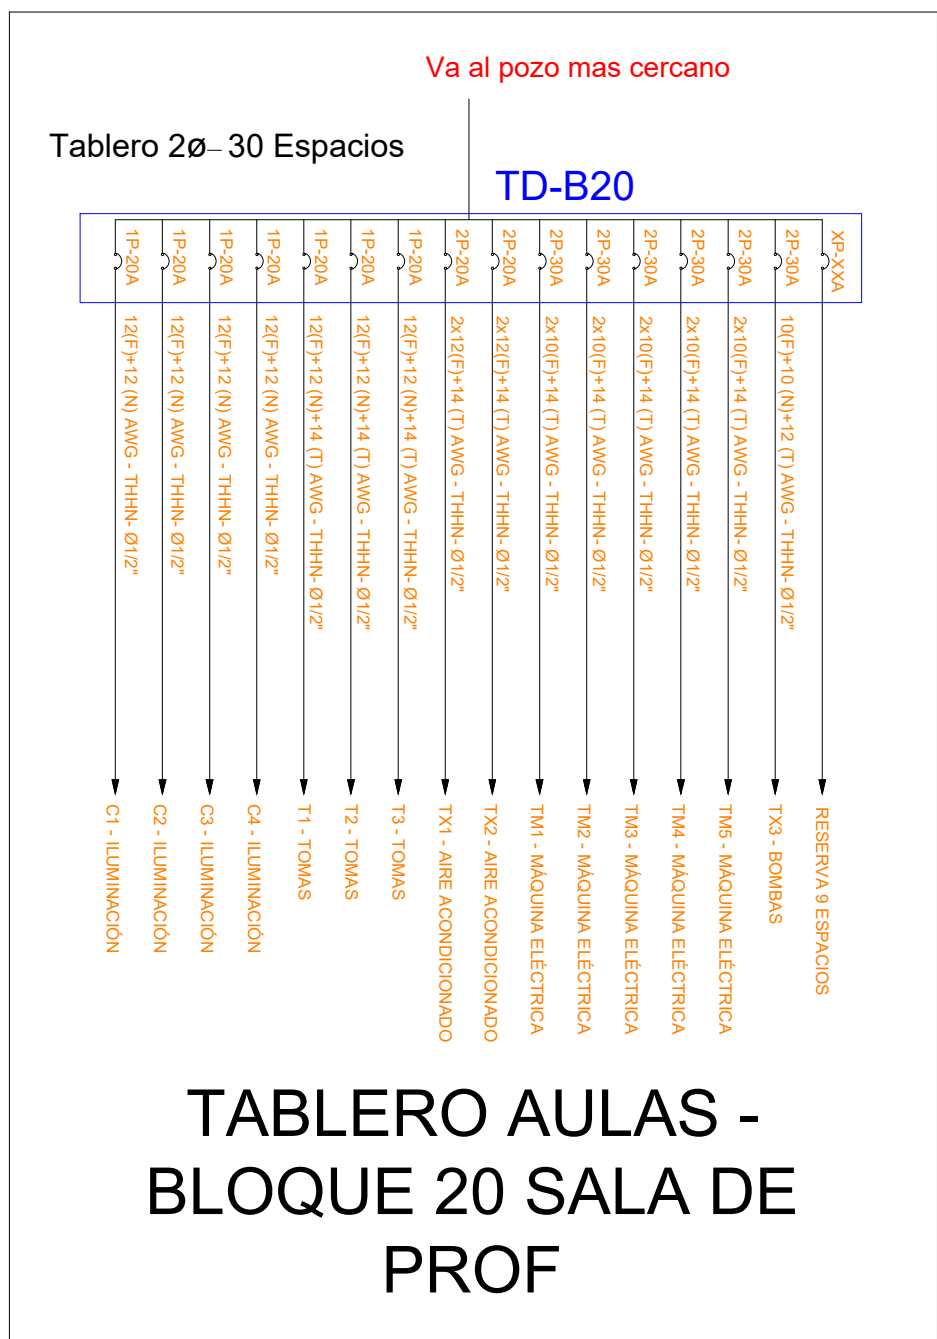 Va al pozo mas cercano
Tablero 2ø– 30 Espacios
TD-B20
1P-20A
1P-20A
1P-20A
1P-20A
1P-20A
1P-20A
1P-20A
2P-20A
2P-20A
2P-30A
2P-30A
2P-30A
2P-30A
2P-30A
2P-30A
XP-XXA
12(F)+12 (N) AWG - THHN- Ø1/2"
12(F)+12 (N) AWG - THHN- Ø1/2"
12(F)+12 (N) AWG - THHN- Ø1/2"
12(F)+12 (N) AWG - THHN- Ø1/2"
12(F)+12 (N)+14 (T) AWG - THHN- Ø1/2"
12(F)+12 (N)+14 (T) AWG - THHN- Ø1/2"
12(F)+12 (N)+14 (T) AWG - THHN- Ø1/2"
2x12(F)+14 (T) AWG - THHN- Ø1/2"
2x12(F)+14 (T) AWG - THHN- Ø1/2"
2x10(F)+14 (T) AWG - THHN- Ø1/2"
2x10(F)+14 (T) AWG - THHN- Ø1/2"
2x10(F)+14 (T) AWG - THHN- Ø1/2"
2x10(F)+14 (T) AWG - THHN- Ø1/2"
2x10(F)+14 (T) AWG - THHN- Ø1/2"
10(F)+10 (N)+12 (T) AWG - THHN- Ø1/2"
C1 - ILUMINACIÓN
C2 - ILUMINACIÓN
C3 - ILUMINACIÓN
C4 - ILUMINACIÓN
T1 - TOMAS
T2 - TOMAS
T3 - TOMAS
TX1 - AIRE ACONDICIONADO
TX2 - AIRE ACONDICIONADO
TM1 - MÁQUINA ELÉCTRICA
TM2 - MÁQUINA ELÉCTRICA
TM3 - MÁQUINA ELÉCTRICA
TM4 - MÁQUINA ELÉCTRICA
TM5 - MÁQUINA ELÉCTRICA
TX3 - BOMBAS
RESERVA 9 ESPACIOS
TABLERO AULAS -
BLOQUE 20 SALA DE
PROF